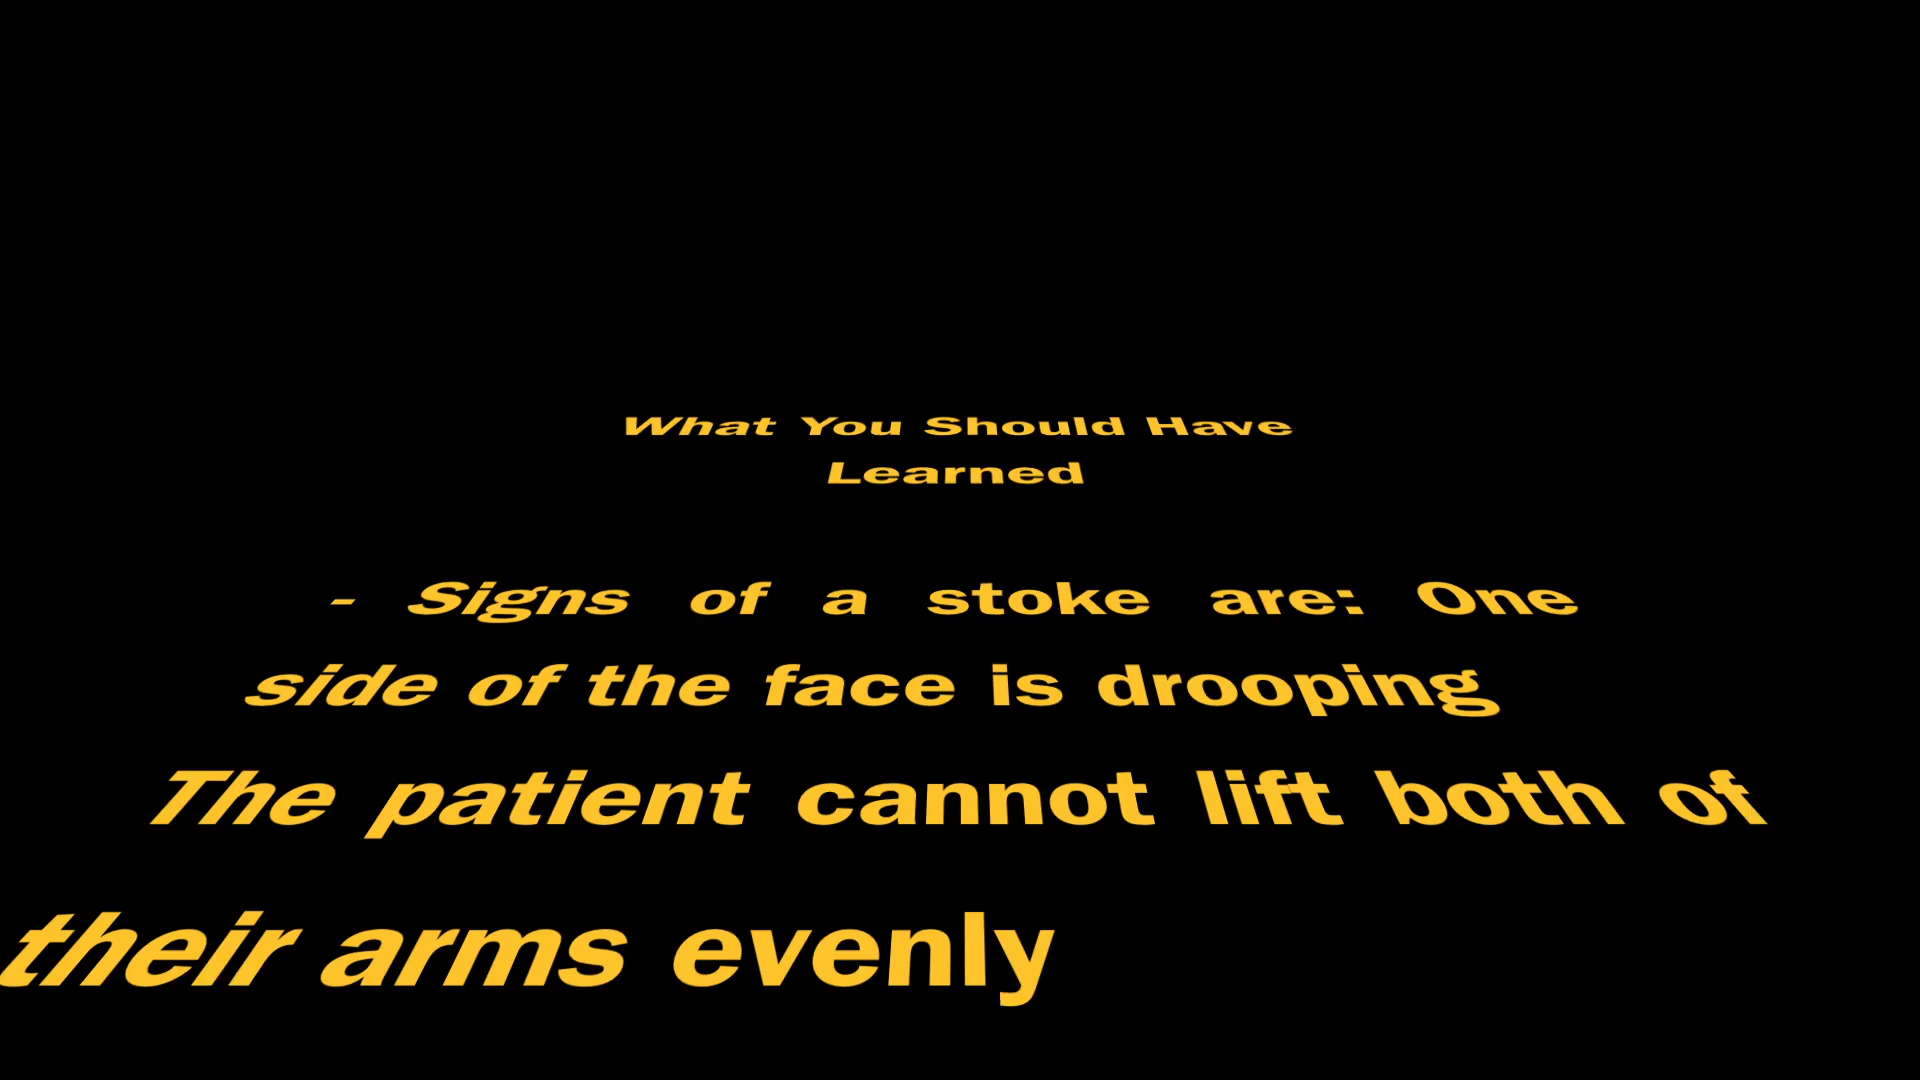 What You Should Have
Learned
- Signs of a stoke are: One
side of the face is drooping
The patient cannot lift both of
their arms evenly